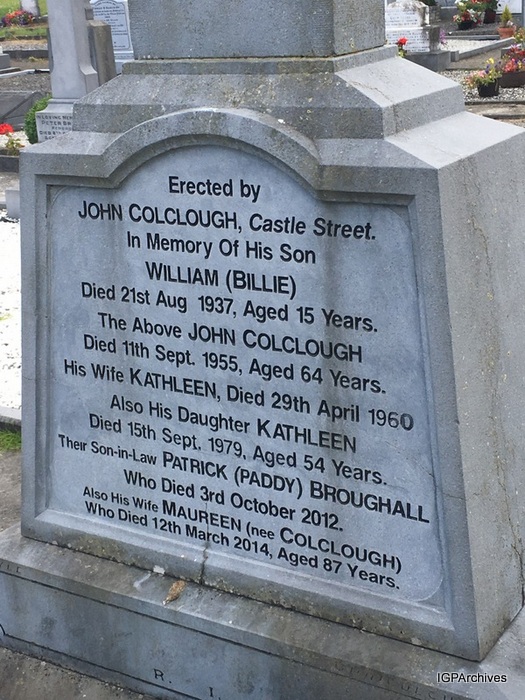 Erected by
JOHN COLCLOUGH, Castle Street.
In Memory Of His Son
WILLIAM (BILLIE)
Died 21st Aug 1937, Aged 15 Years.
The Above JOHN COLCLOUGH
Died 11th Sept. 1955, Aged 64 Years.
His Wife KATHLEEN, Died 29th April 1960
Also His Daughter KATHLEEN
Died 15th Sept. 1979, Aged 54 Years.
Their Son-in-Law PATRICK (PADDY) BROUGHALL
Who Died 3rd October 2012.
Also His Wife MAUREEN (nee COLCLOUGH)
Who Died 12th March 2014, Aged 87 Years.
R. I.
IGPArchives